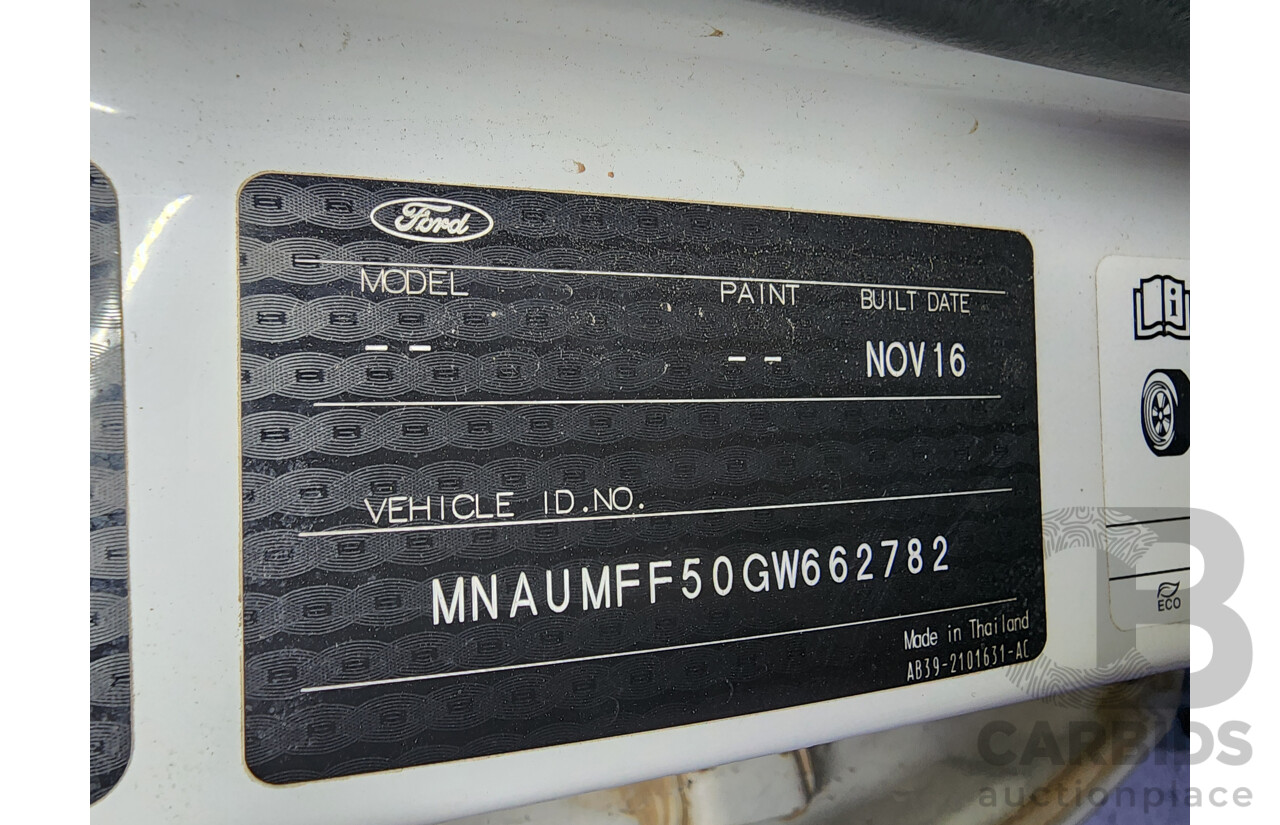 Ford
MODEL PAINT BUILT DATE
-- -- NOV16
VEHICLE ID.NO.
MNAUMFF50GW662782
Made in Thailand
AB39-2101631-AC
i
ECO
B
CARBIDS
auctionplace